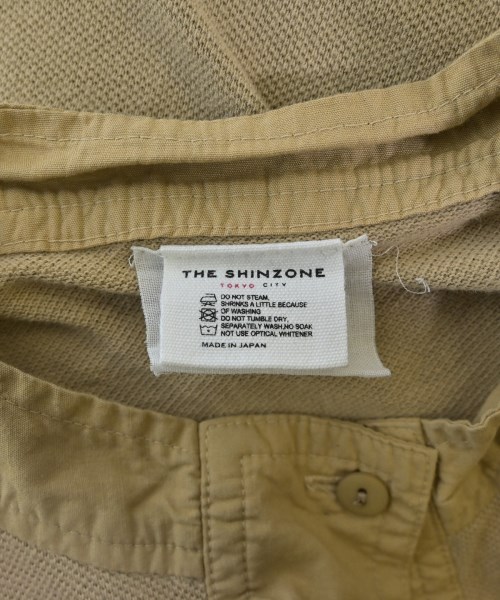 THE SHINZONE
TOKYO CITY
DO NOT STEAM,
SHRINKS A LITTLE BECAUSE
OF WASHING
DO NOT TUMBLE DRY,
SEPARATELY WASH,NO SOAK
NOT USE OPTICAL WHITENER
MADE IN JAPAN